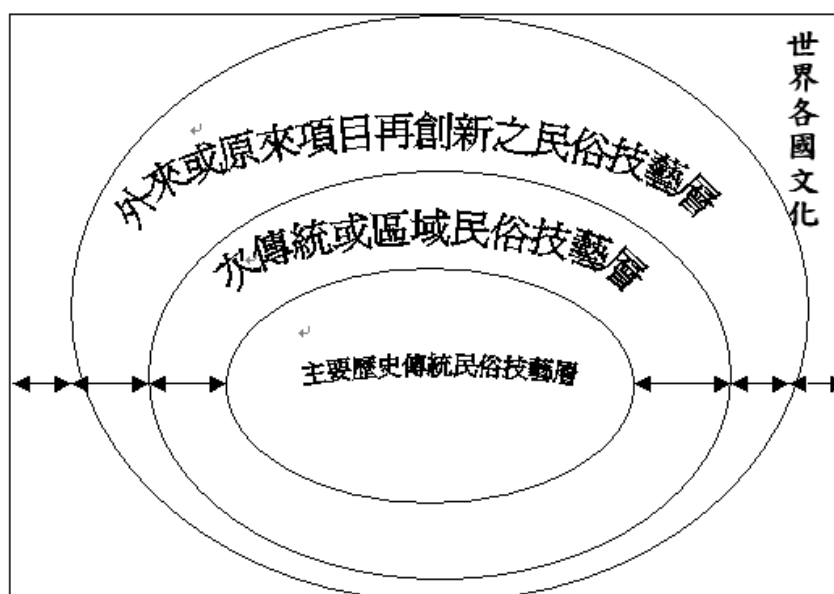 世界各國文化
外來或原來項目再創新之民俗技藝層
次傳統或區域民俗技藝層
主要歷史傳統民俗技藝層